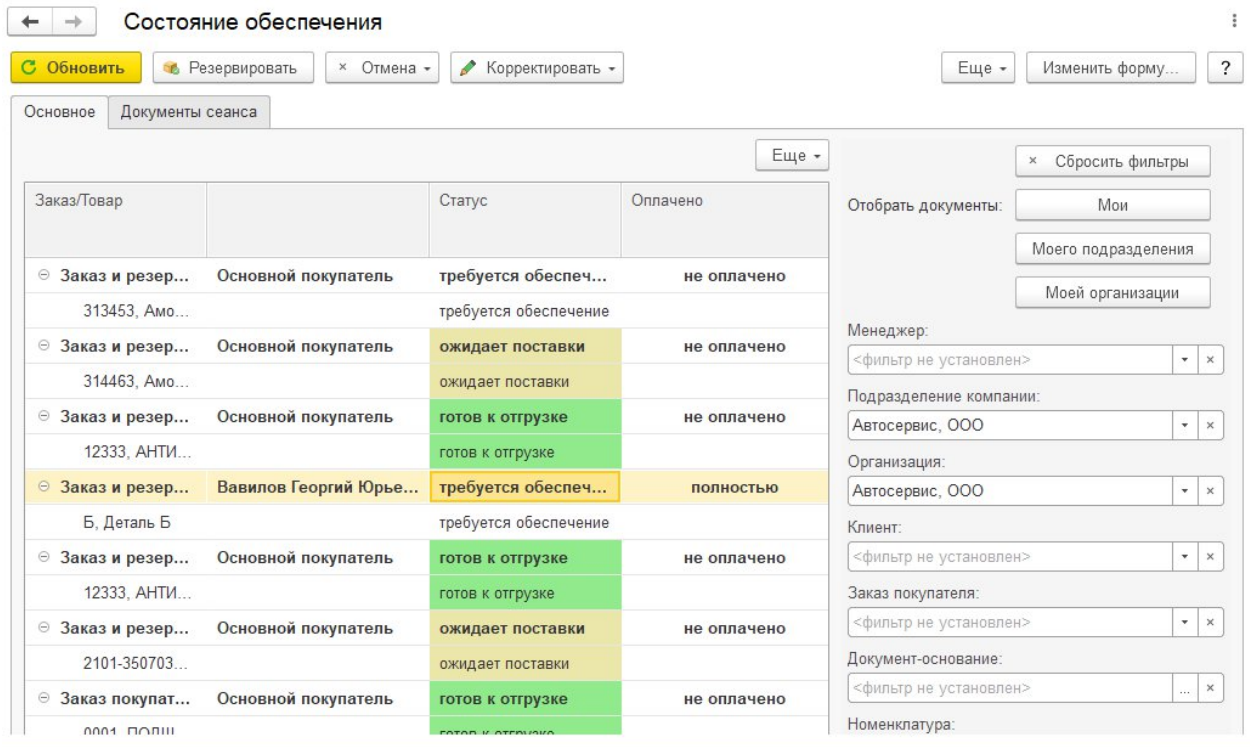 Состояние обеспечения
Обновить Резервировать × Отмена Корректировать Еще Изменить форму... ?
Основное Документы сеанса
Еще
× Сбросить фильтры
Заказ/Товар Статус Оплачено
Отобрать документы: Мои
Моего подразделения
Моей организации
Заказ и резер... Основной покупатель требуется обеспеч... не оплачено
313453, Амо... требуется обеспечение
Заказ и резер... Основной покупатель ожидает поставки не оплачено
314463, Амо... ожидает поставки
Заказ и резер... Основной покупатель готов к отгрузке не оплачено
12333, АНТИ... готов к отгрузке
Заказ и резер... Вавилов Георгий Юрье... требуется обеспеч... полностью
Б, Деталь Б требуется обеспечение
Заказ и резер... Основной покупатель готов к отгрузке не оплачено
12333, АНТИ... готов к отгрузке
Заказ и резер... Основной покупатель ожидает поставки не оплачено
2101-350703... ожидает поставки
Заказ покупат... Основной покупатель готов к отгрузке не оплачено
готов к отгрузке
Менеджер:
<фильтр не установлен>
Подразделение компании:
Автосервис, ООО
Организация:
Автосервис, ООО
Клиент:
<фильтр не установлен>
Заказ покупателя:
<фильтр не установлен>
Документ-основание:
<фильтр не установлен>
Номенклатура: